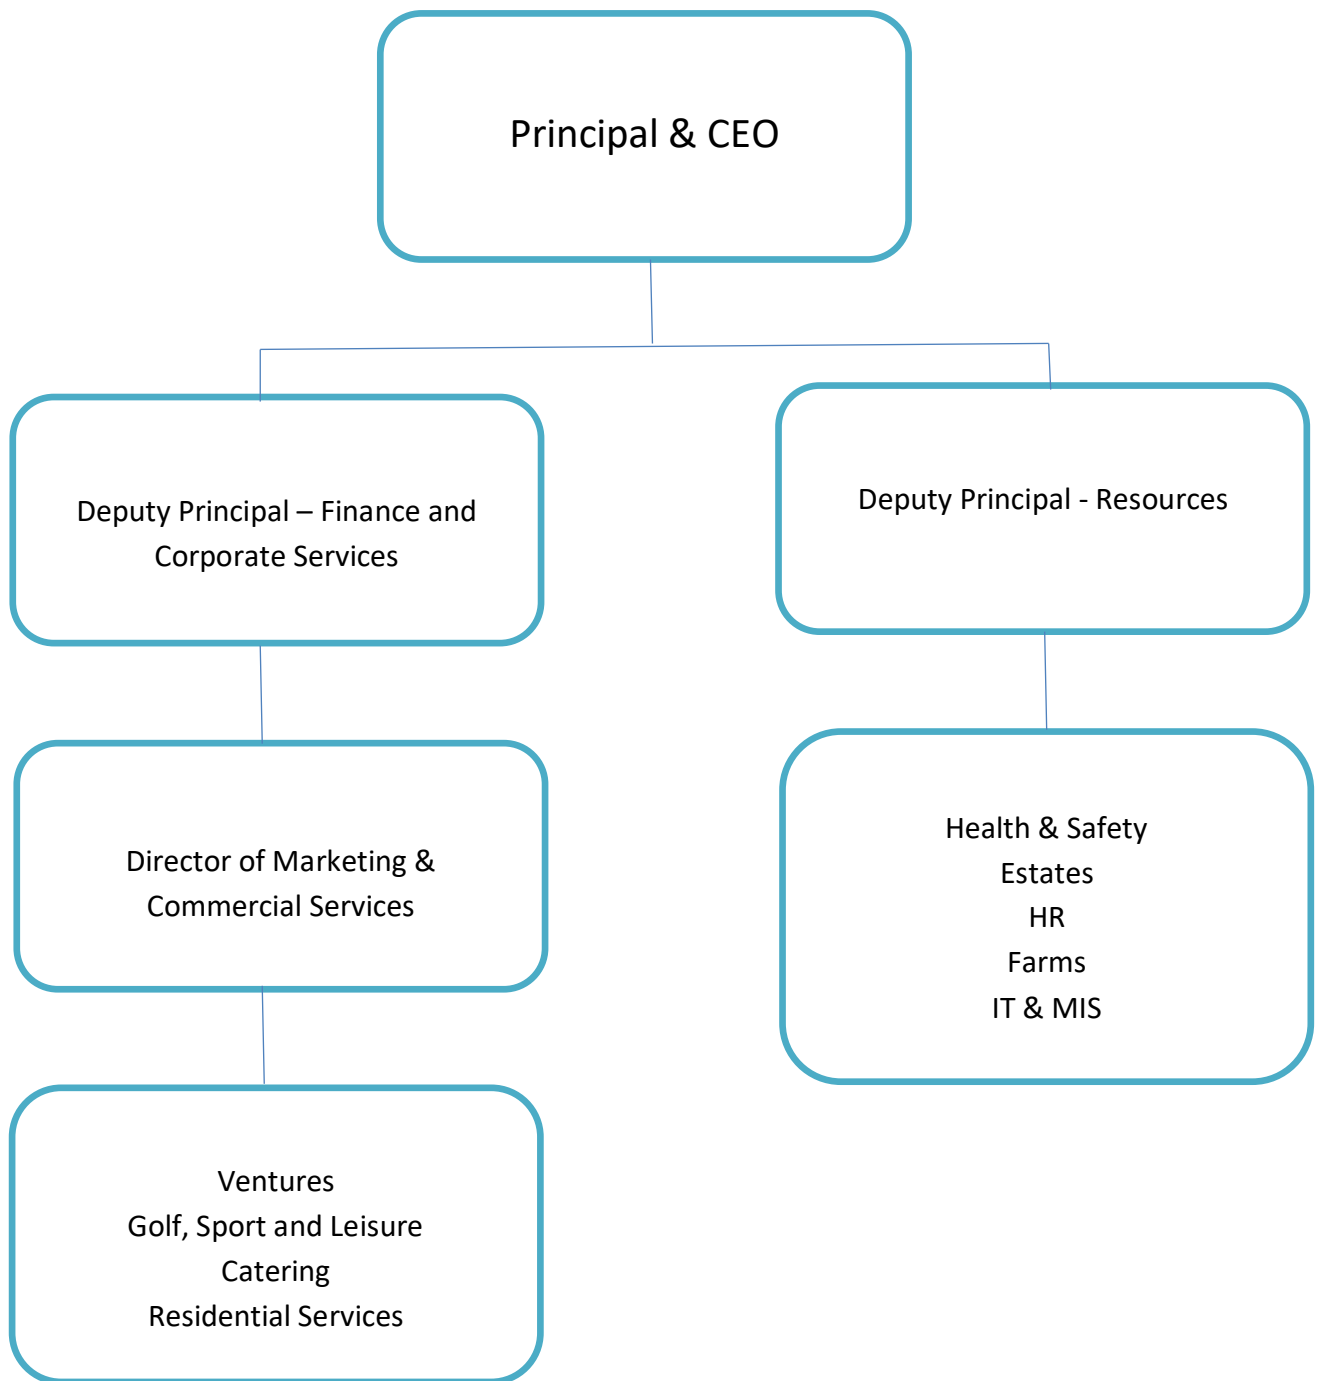 Principal & CEO
Deputy Principal – Finance and
Corporate Services
Deputy Principal - Resources
Director of Marketing &
Commercial Services
Health & Safety
Estates
HR
Farms
IT & MIS
Ventures
Golf, Sport and Leisure
Catering
Residential Services